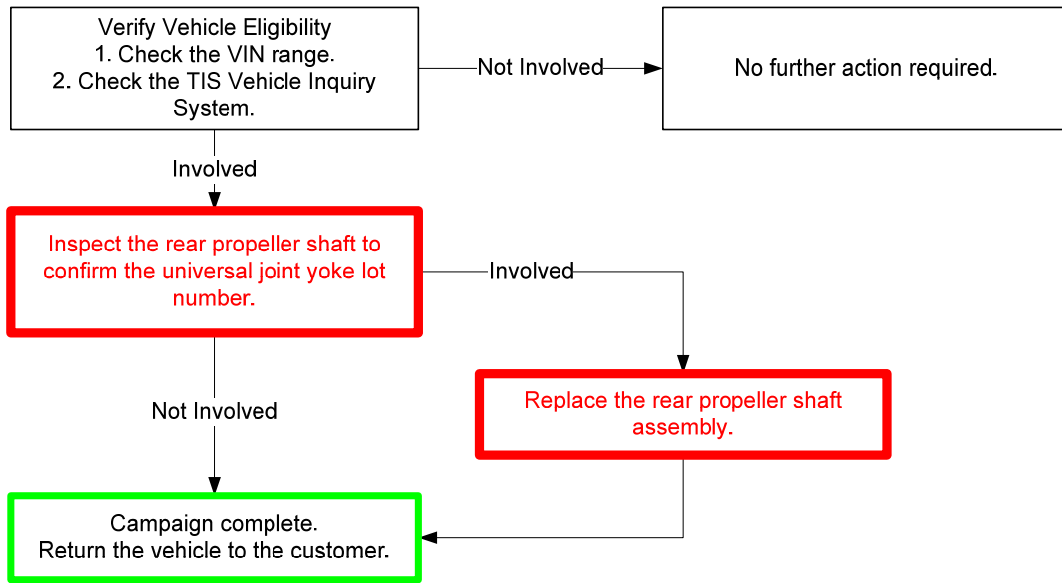 Verify Vehicle Eligibility
1. Check the VIN range.
2. Check the TIS Vehicle Inquiry
System.
Not Involved
No further action required.
Involved
Inspect the rear propeller shaft to
confirm the universal joint yoke lot
number.
Involved
Replace the rear propeller shaft
assembly.
Not Involved
Campaign complete.
Return the vehicle to the customer.